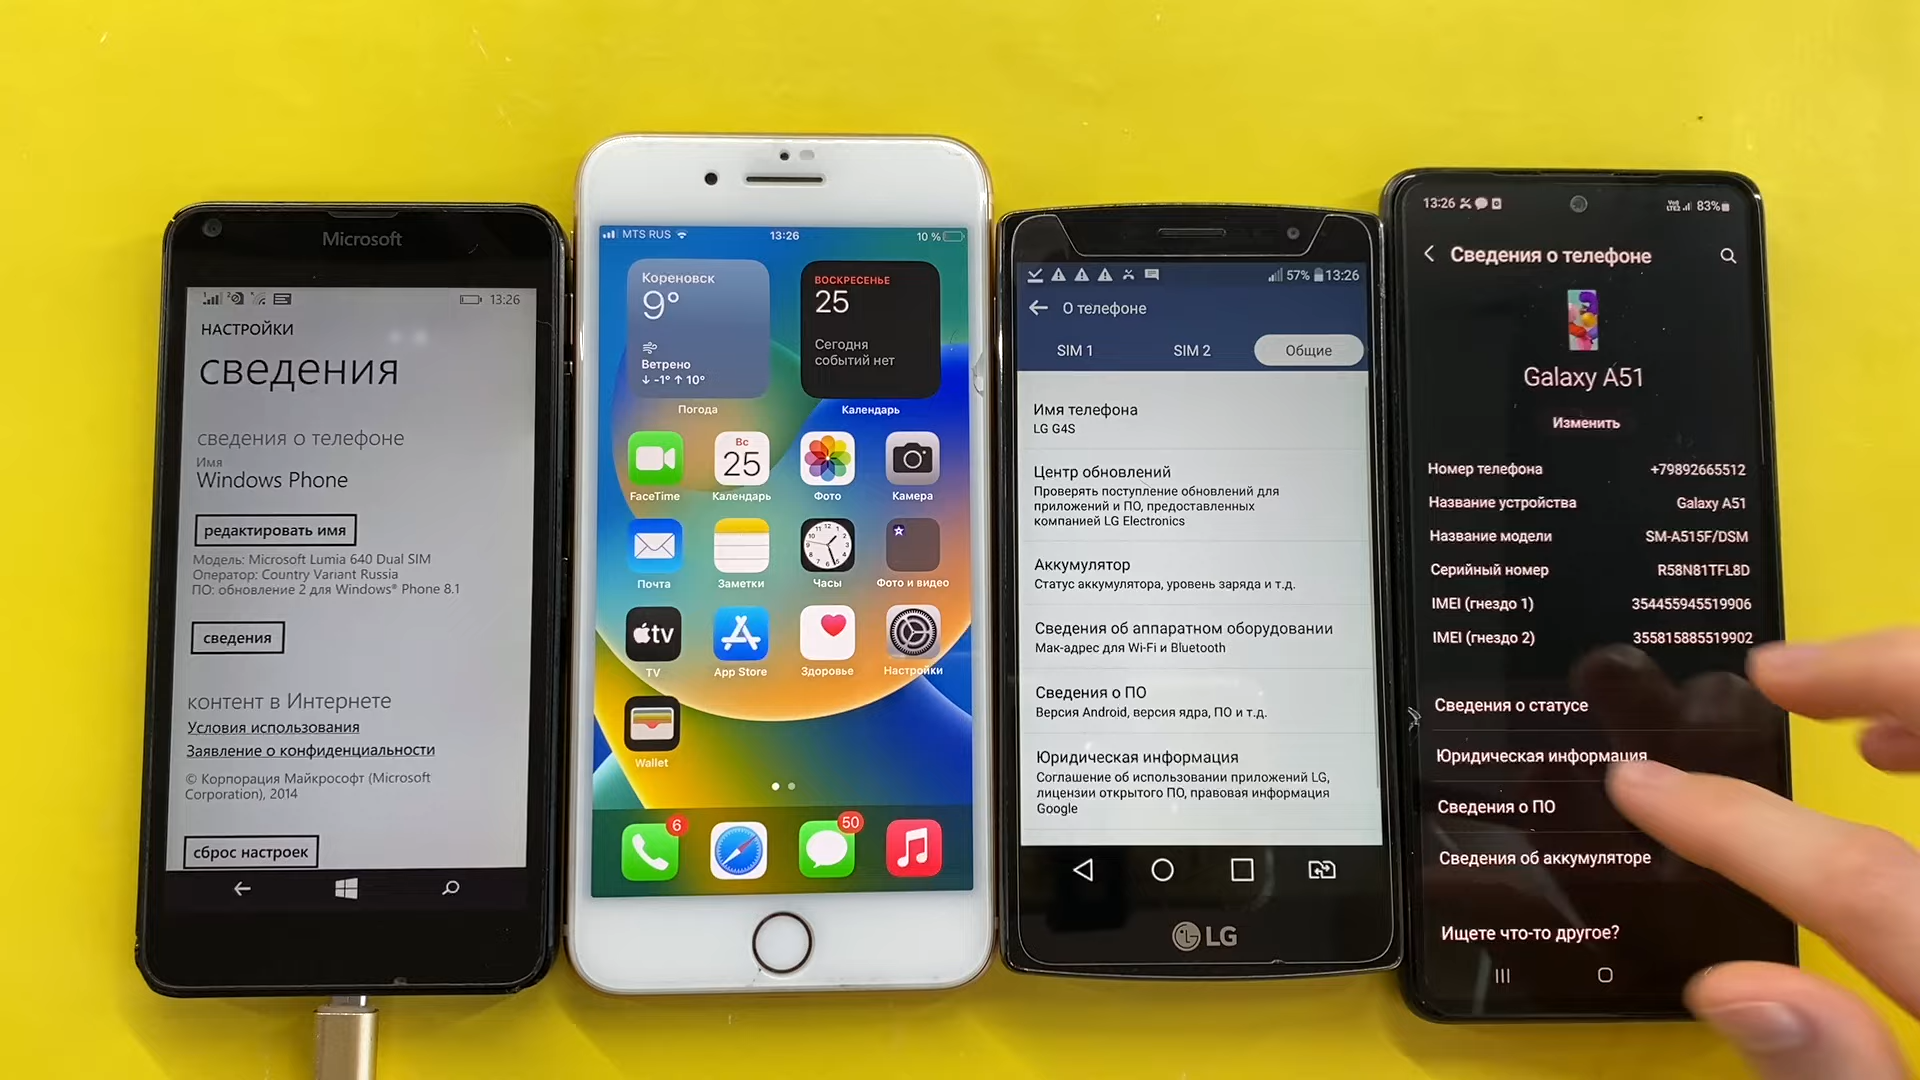 Microsoft
13:26
НАСТРОЙКИ
сведения
сведения о телефоне
Имя
Windows Phone
редактировать имя
Модель: Microsoft Lumia 640 Dual SIM
Оператор: Country Variant Russia
ПО: обновление 2 для Windows® Phone 8.1
сведения
контент в Интернете
Условия использования
Заявление о конфиденциальности
© Корпорация Майкрософт (Microsoft
Corporation), 2014
сброс настроек
MTS RUS 13:26 10 %
Кореновск
9°
Ветрено
↓ -1° ↑ 10°
Погода
ВОСКРЕСЕНЬЕ
25
Сегодня
событий нет
Календарь
Вс
25
FaceTime Календарь Фото Камера
Почта Заметки Часы Фото и видео
tv
TV App Store Здоровье Настройки
Wallet
6
50
57% 13:26
О телефоне
SIM 1 SIM 2 Общие
Имя телефона
LG G4S
Центр обновлений
Проверять поступление обновлений для
приложений и ПО, предоставленных
компанией LG Electronics
Аккумулятор
Статус аккумулятора, уровень заряда и т.д.
Сведения об аппаратном оборудовании
Мак-адрес для Wi-Fi и Bluetooth
Сведения о ПО
Версия Android, версия ядра, ПО и т.д.
Юридическая информация
Соглашение об использовании приложений LG,
лицензии открытого ПО, правовая информация
Google
LG
13:26 83%
Сведения о телефоне
Galaxy A51
Изменить
Номер телефона +79892665512
Название устройства Galaxy A51
Название модели SM-A515F/DSM
Серийный номер R58N81TFL8D
IMEI (гнездо 1) 354455945519906
IMEI (гнездо 2) 355815885519902
Сведения о статусе
Юридическая информация
Сведения о ПО
Сведения об аккумуляторе
Ищете что-то другое?